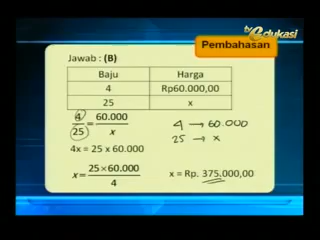 tv edukasi
Pembahasan
Jawab : (B)
Baju Harga
4 Rp60.000,00
25 x
4/25 = 60.000/x
4 → 60.000
25 → x
4x = 25 x 60.000
x = 25×60.000/4
x = Rp. 375.000,00